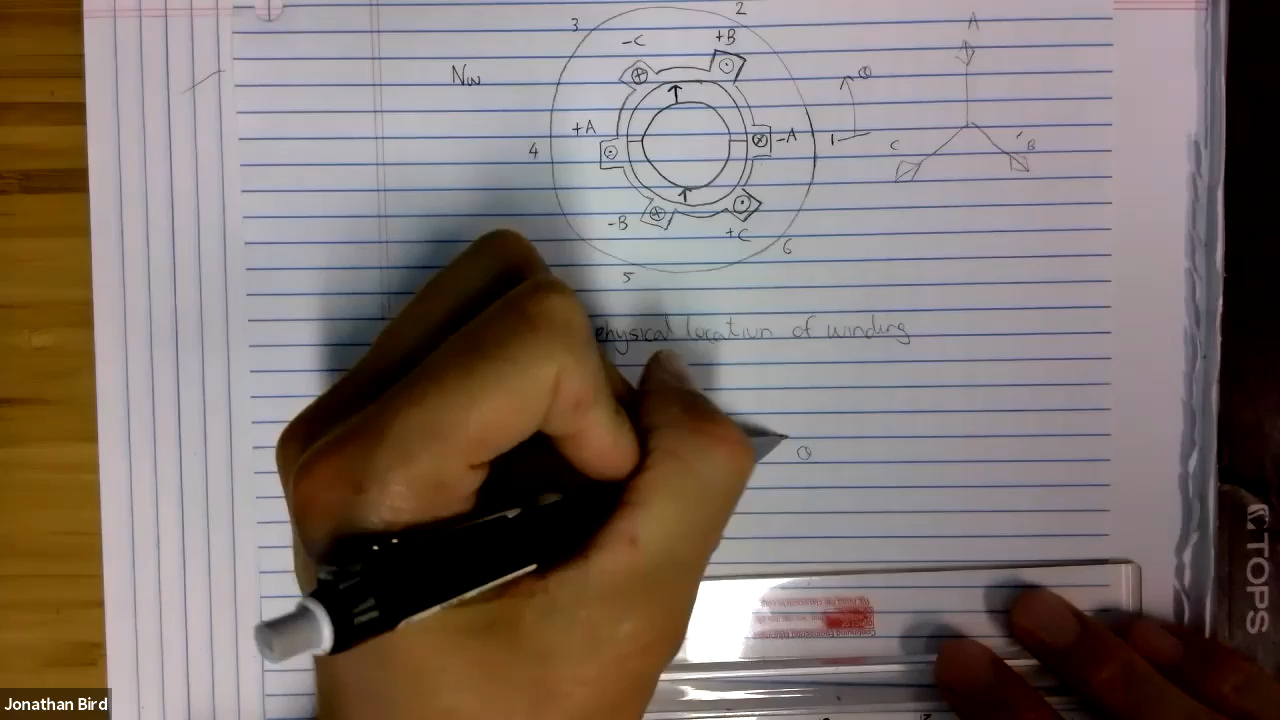 A
2
3
-C
+B
Nw
θ
+A
1
-A
4
C
B
-B
+C
6
5
physical location of winding
θ
TOPS
Jonathan Bird